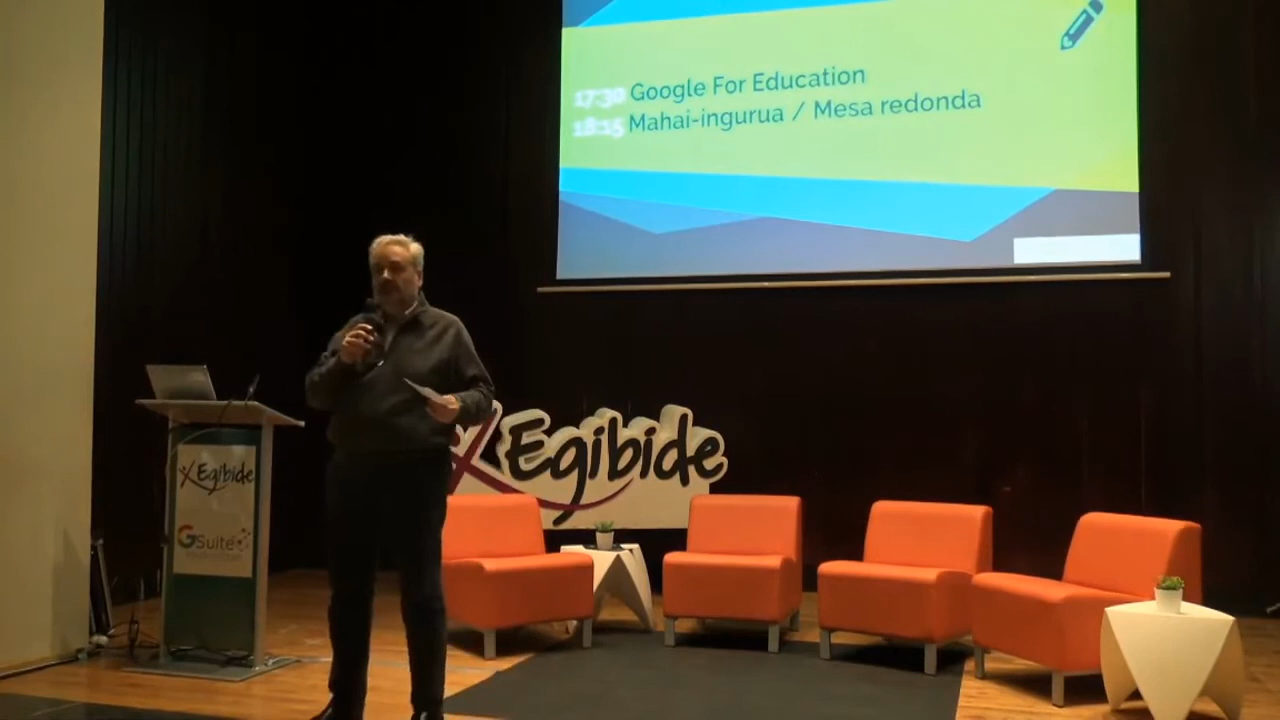 17:30 Google For Education
18:15 Mahai-ingurua / Mesa redonda
Egibide
Egibide
GSuite